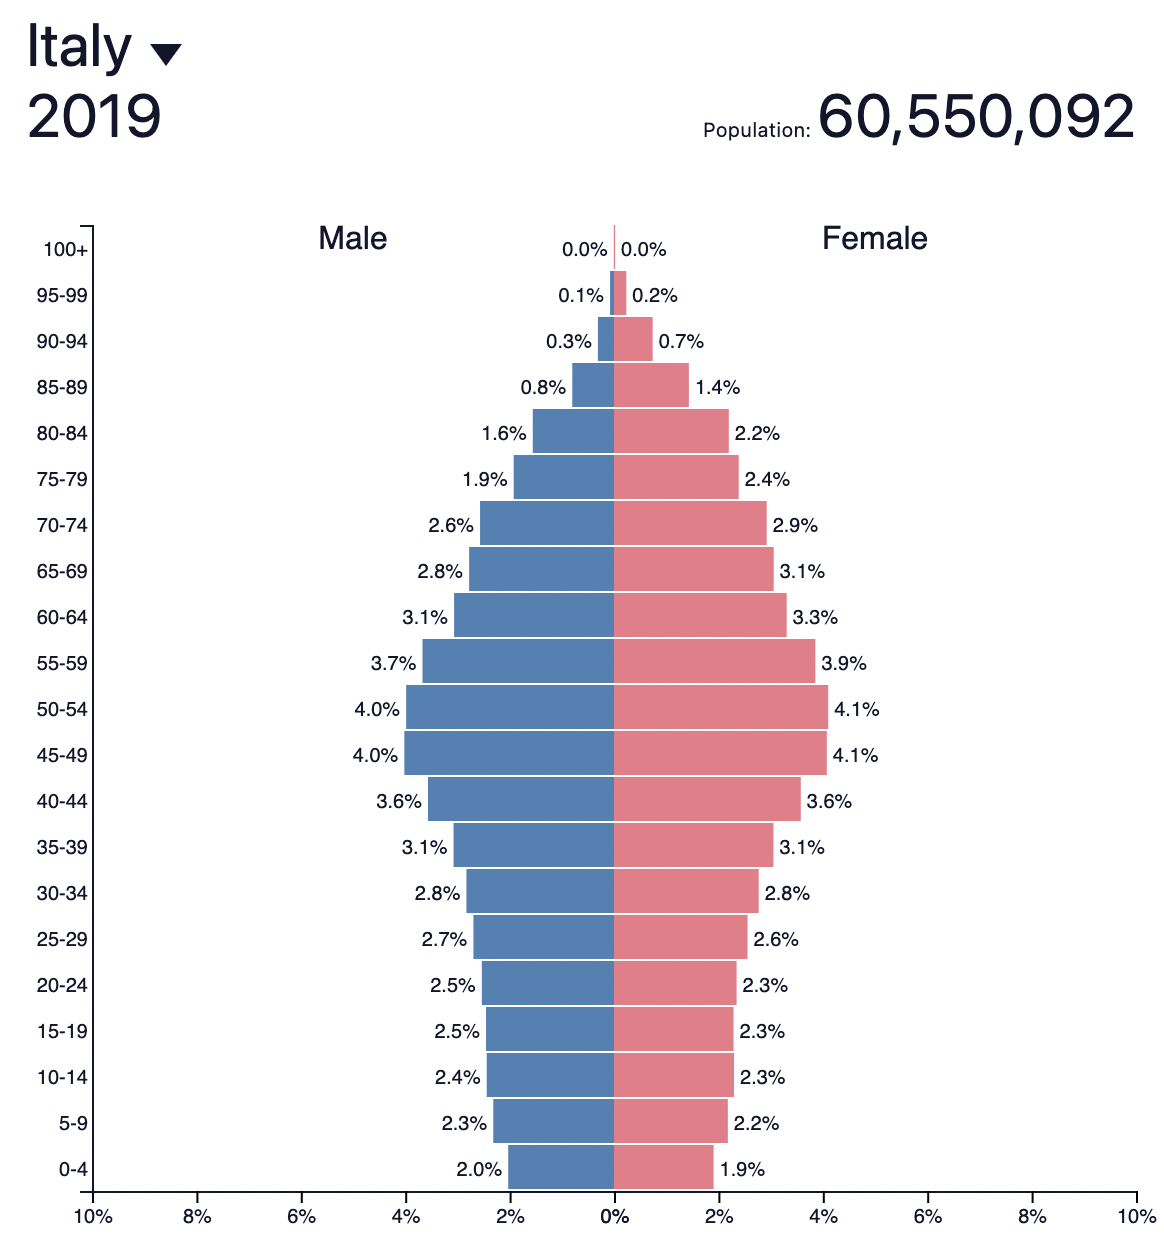 Italy
2019
Population: 60,550,092
Male Female
100+ 0.0% 0.0%
95-99 0.1% 0.2%
90-94 0.3% 0.7%
85-89 0.8% 1.4%
80-84 1.6% 2.2%
75-79 1.9% 2.4%
70-74 2.6% 2.9%
65-69 2.8% 3.1%
60-64 3.1% 3.3%
55-59 3.7% 3.9%
50-54 4.0% 4.1%
45-49 4.0% 4.1%
40-44 3.6% 3.6%
35-39 3.1% 3.1%
30-34 2.8% 2.8%
25-29 2.7% 2.6%
20-24 2.5% 2.3%
15-19 2.5% 2.3%
10-14 2.4% 2.3%
5-9 2.3% 2.2%
0-4 2.0% 1.9%
10% 8% 6% 4% 2% 0% 2% 4% 6% 8% 10%